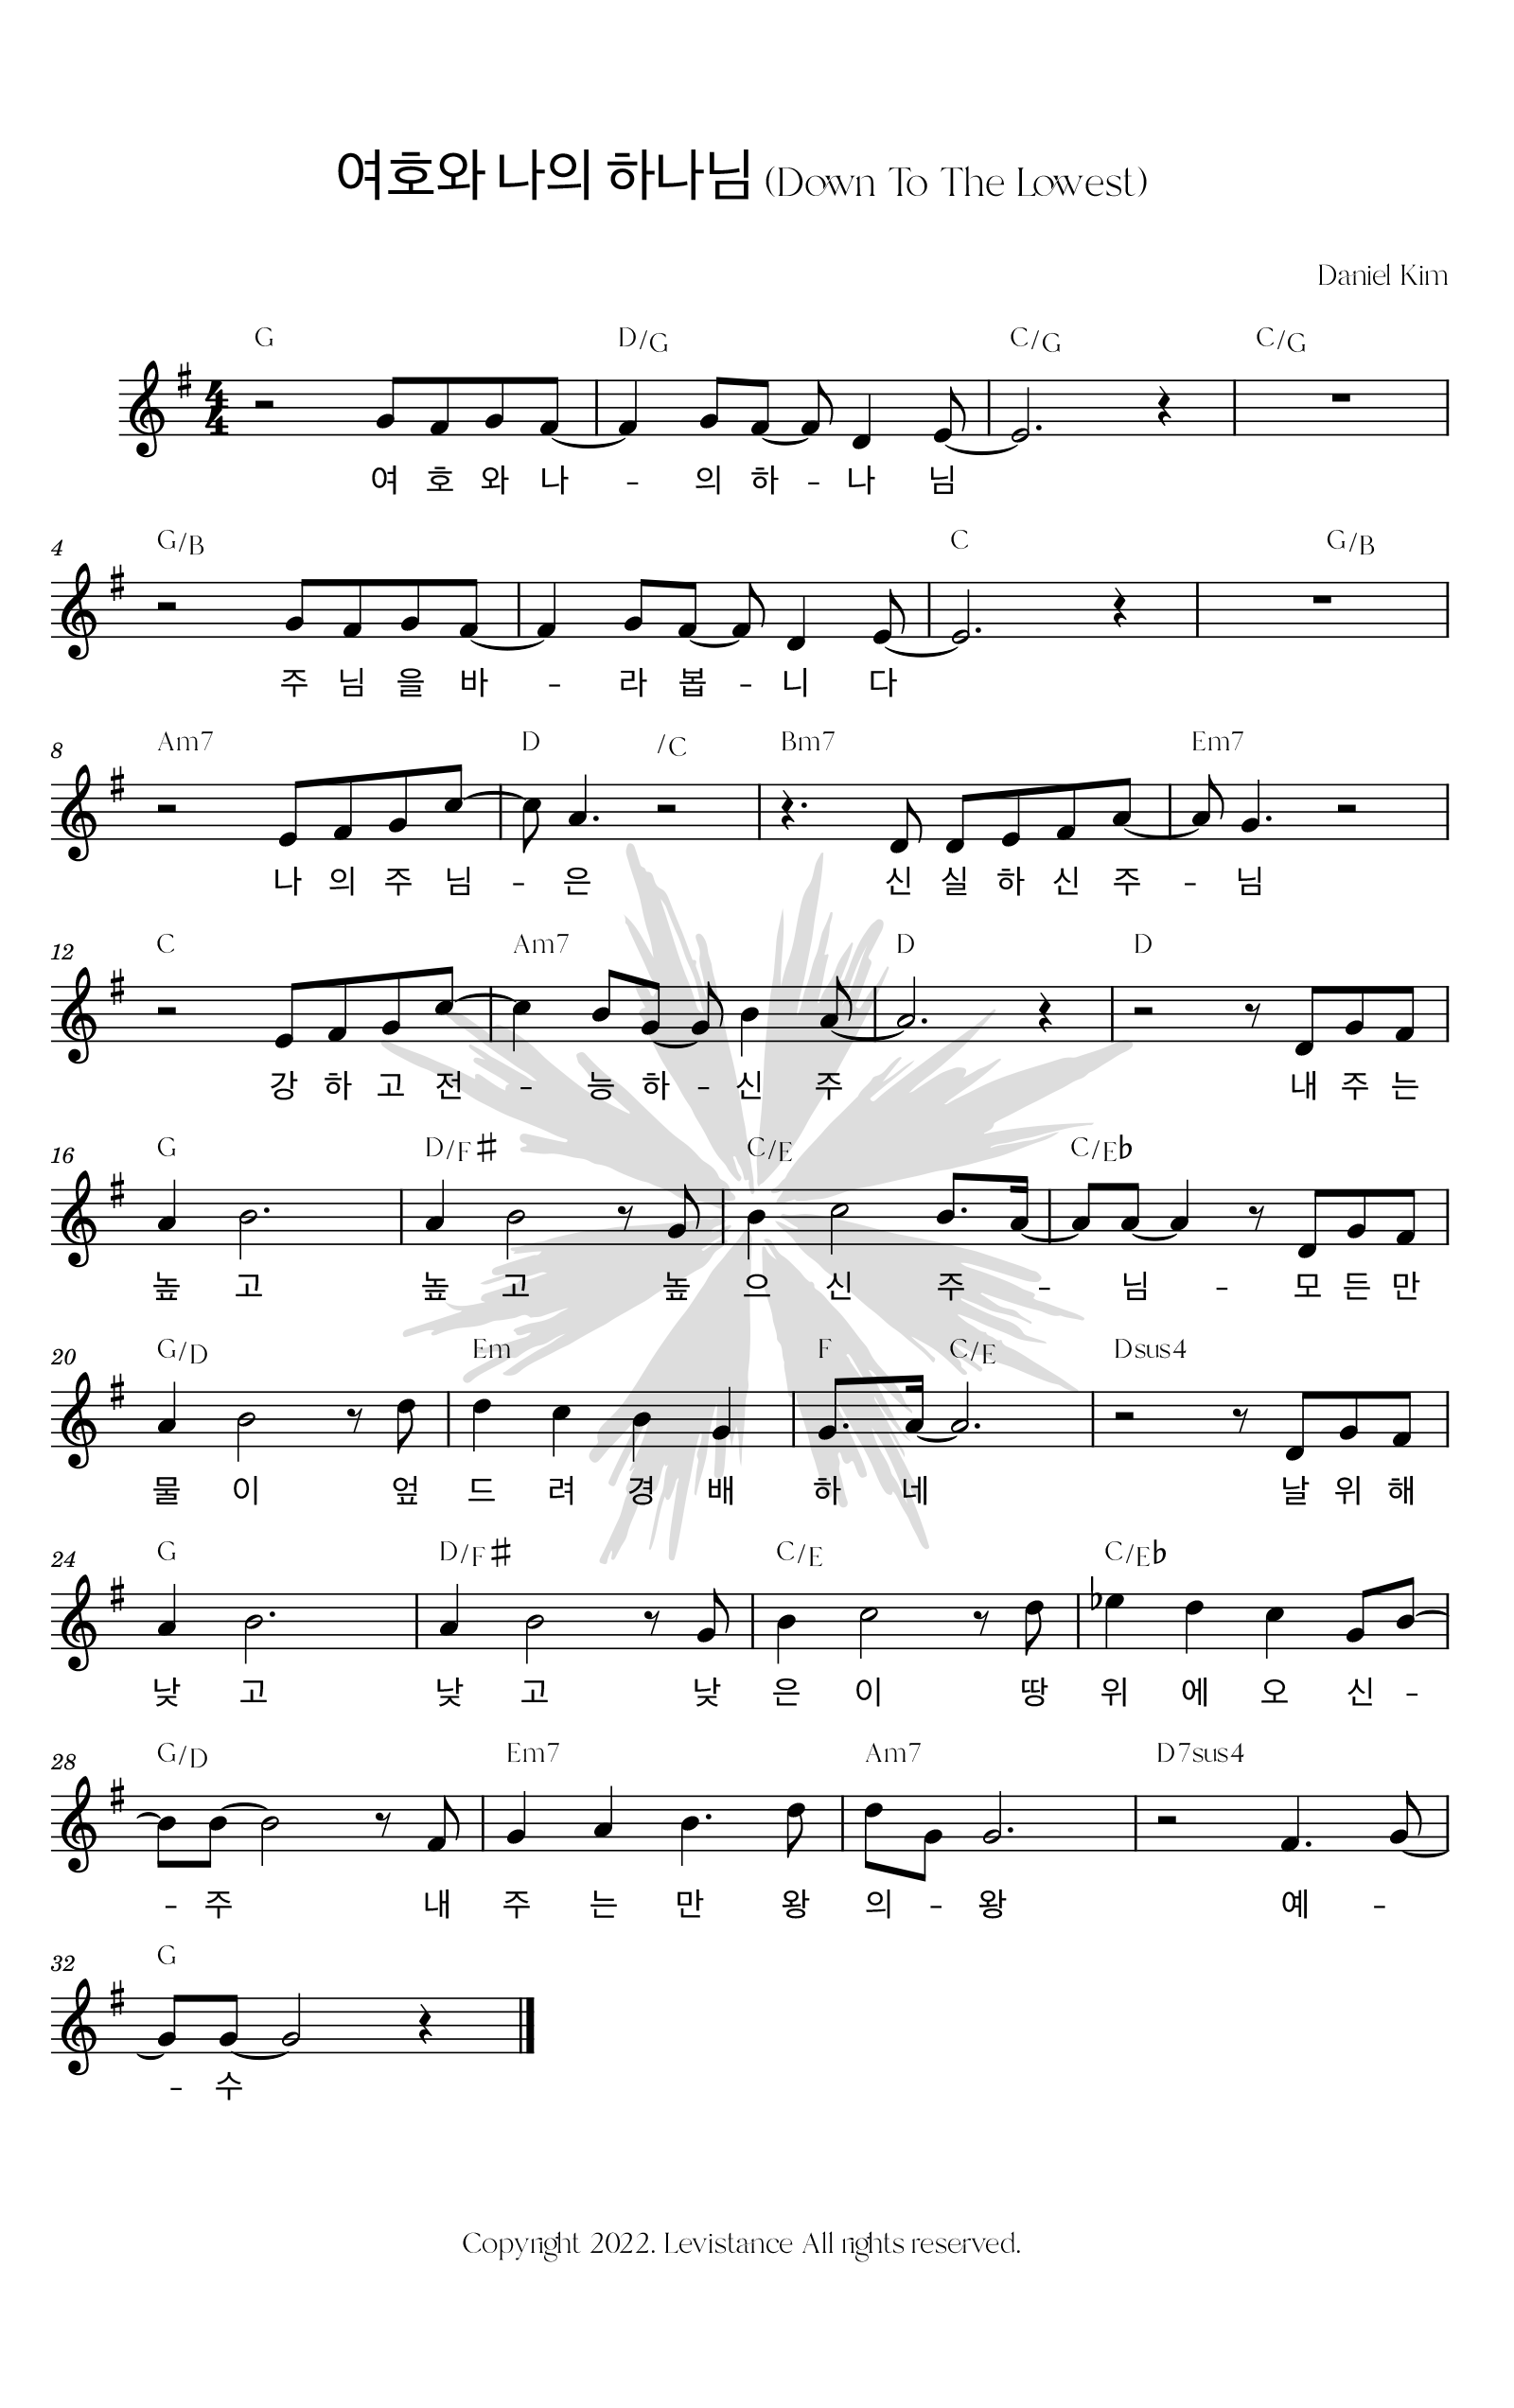 여호와 나의 하나님 (Down To The Lowest)
Daniel Kim
G D/G C/G C/G
여 호 와 나 - 의 하 - 나 님
4 G/B C G/B
주 님 을 바 - 라 봅 - 니 다
8 Am7 D /C Bm7 Em7
나 의 주 님 - 은 신 실 하 신 주 - 님
12 C Am7 D D
강 하 고 전 - 능 하 - 신 주 내 주 는
16 G D/F♯ C/E C/E♭
높 고 높 고 높 으 신 주 - 님 - 모 든 만
20 G/D Em F C/E Dsus4
물 이 엎 드 려 경 배 하 네 날 위 해
24 G D/F♯ C/E C/E♭
낮 고 낮 고 낮 은 이 땅 위 에 오 신 -
28 G/D Em7 Am7 D7sus4
- 주 내 주 는 만 왕 의 - 왕 예 -
32 G
- 수
Copyright 2022. Levistance All rights reserved.